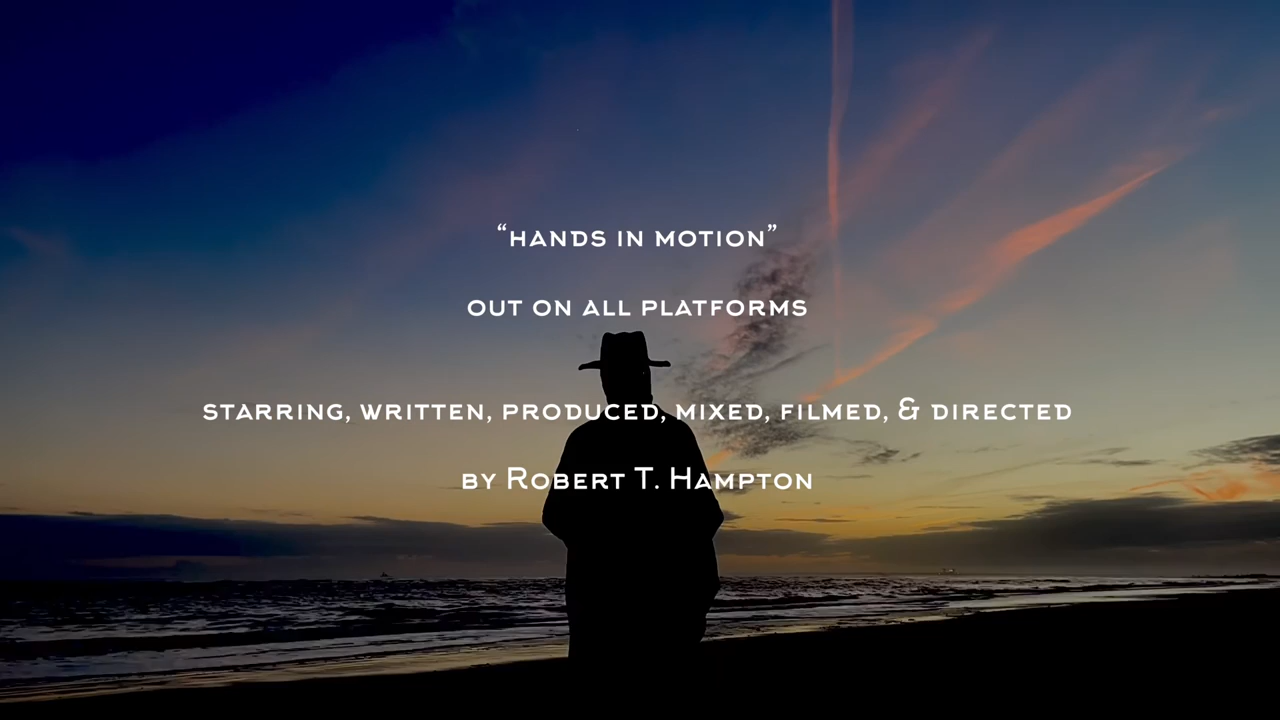 “HANDS IN MOTION”
OUT ON ALL PLATFORMS
STARRING, WRITTEN, PRODUCED, MIXED, FILMED, & DIRECTED
BY ROBERT T. HAMPTON